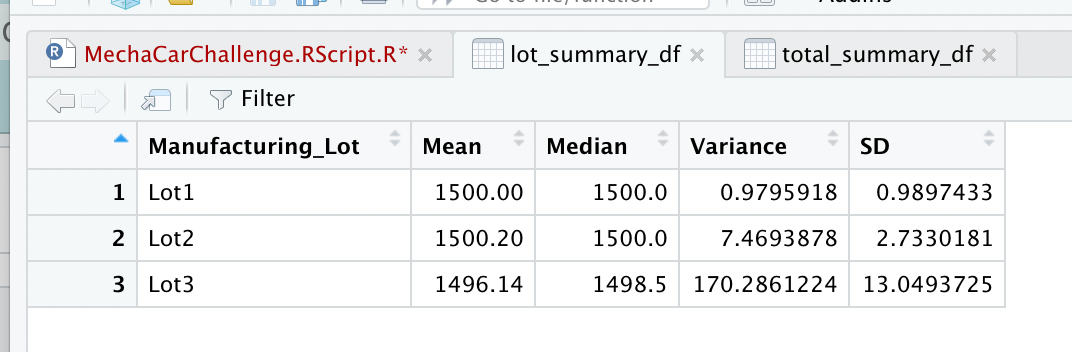 Go to file/function
Addins
MechaCarChallenge.RScript.R* lot_summary_df total_summary_df
Filter
Manufacturing_Lot Mean Median Variance SD
1 Lot1 1500.00 1500.0 0.9795918 0.9897433
2 Lot2 1500.20 1500.0 7.4693878 2.7330181
3 Lot3 1496.14 1498.5 170.2861224 13.0493725